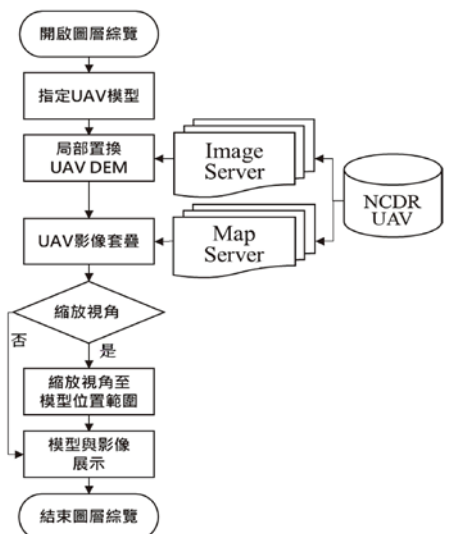 開啟圖層綜覽
指定UAV模型
局部置換
UAV DEM
Image
Server
NCDR
UAV
UAV影像套疊
Map
Server
縮放視角
否
是
縮放視角至
模型位置範圍
模型與影像
展示
結束圖層綜覽